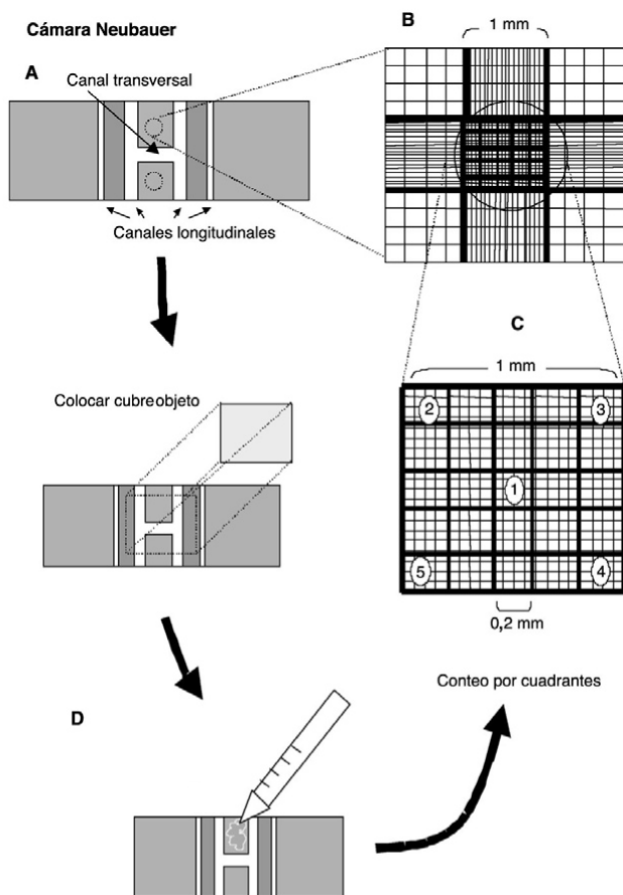 Cámara Neubauer
A
Canal transversal
Canales longitudinales
B
1 mm
C
1 mm
2
3
1
5
4
0,2 mm
Colocar cubreobjeto
D
Conteo por cuadrantes